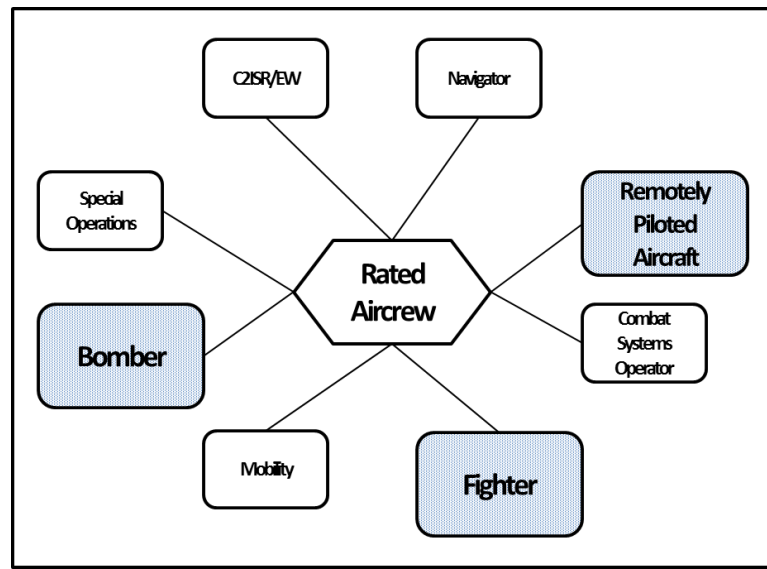 C2ISR/EW
Navigator
Special
Operations
Remotely
Piloted
Aircraft
Rated
Aircrew
Bomber
Combat
Systems
Operator
Mobility
Fighter